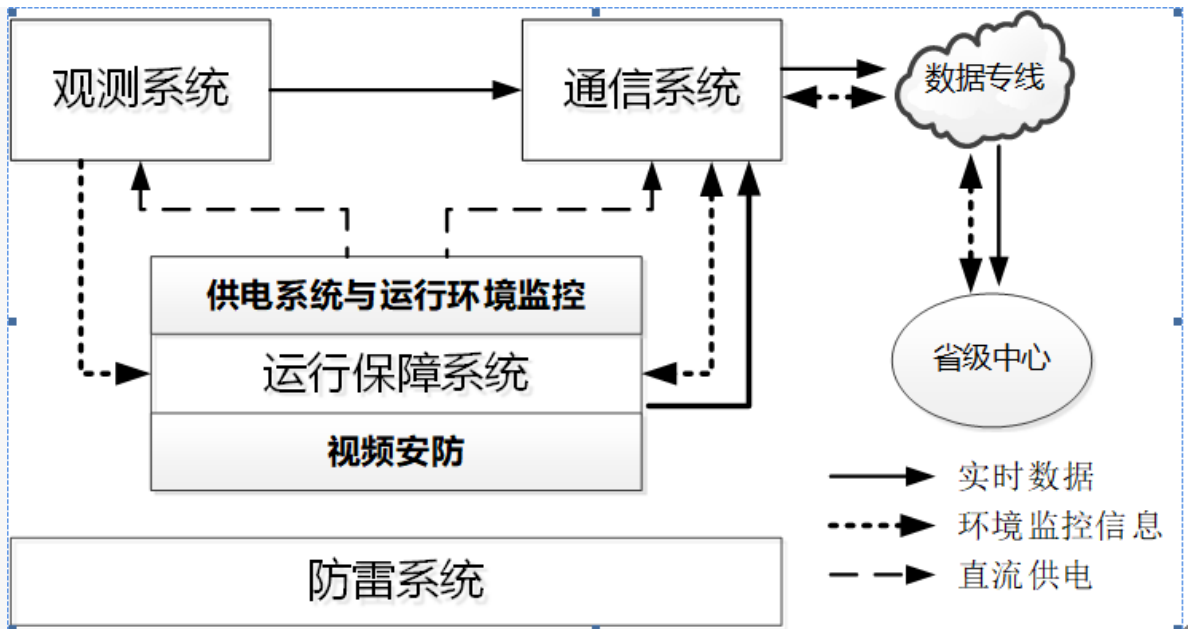 观测系统
通信系统
数据专线
供电系统与运行环境监控
运行保障系统
视频安防
省级中心
实时数据
环境监控信息
直流供电
防雷系统